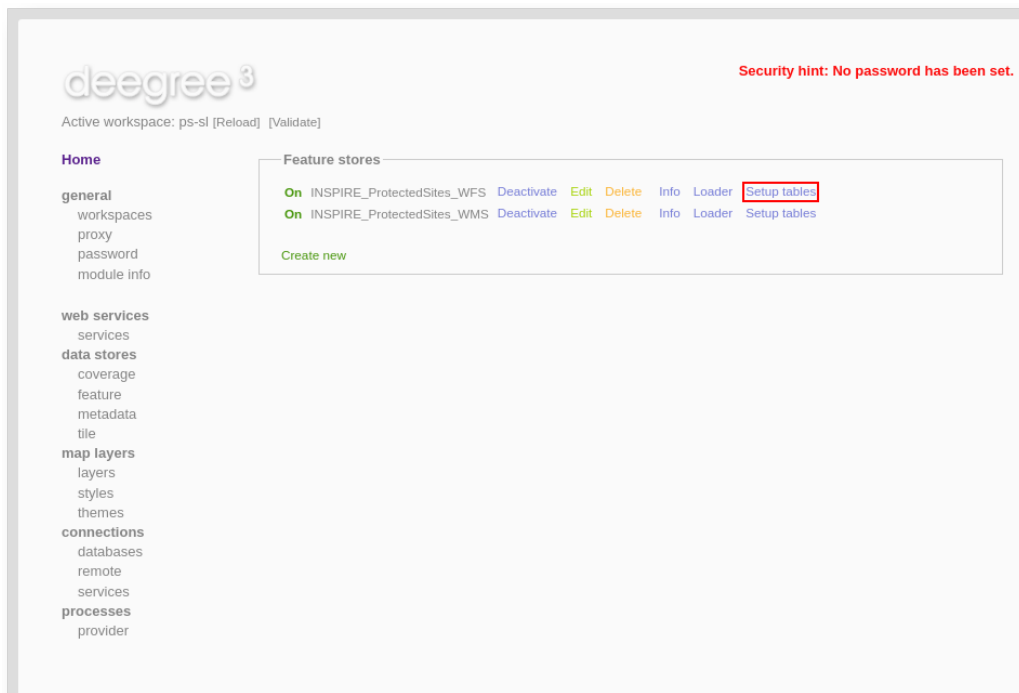 deegree 3
Security hint: No password has been set.
Active workspace: ps-sl [Reload] [Validate]
Home
general
workspaces
proxy
password
module info
web services
services
data stores
coverage
feature
metadata
tile
map layers
layers
styles
themes
connections
databases
remote
services
processes
provider
Feature stores
On INSPIRE_ProtectedSites_WFS Deactivate Edit Delete Info Loader Setup tables
On INSPIRE_ProtectedSites_WMS Deactivate Edit Delete Info Loader Setup tables
Create new